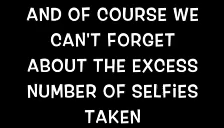 AND OF COURSE WE
CAN'T FORGET
ABOUT THE EXCESS
NUMBER OF SELFiES
TAKEN